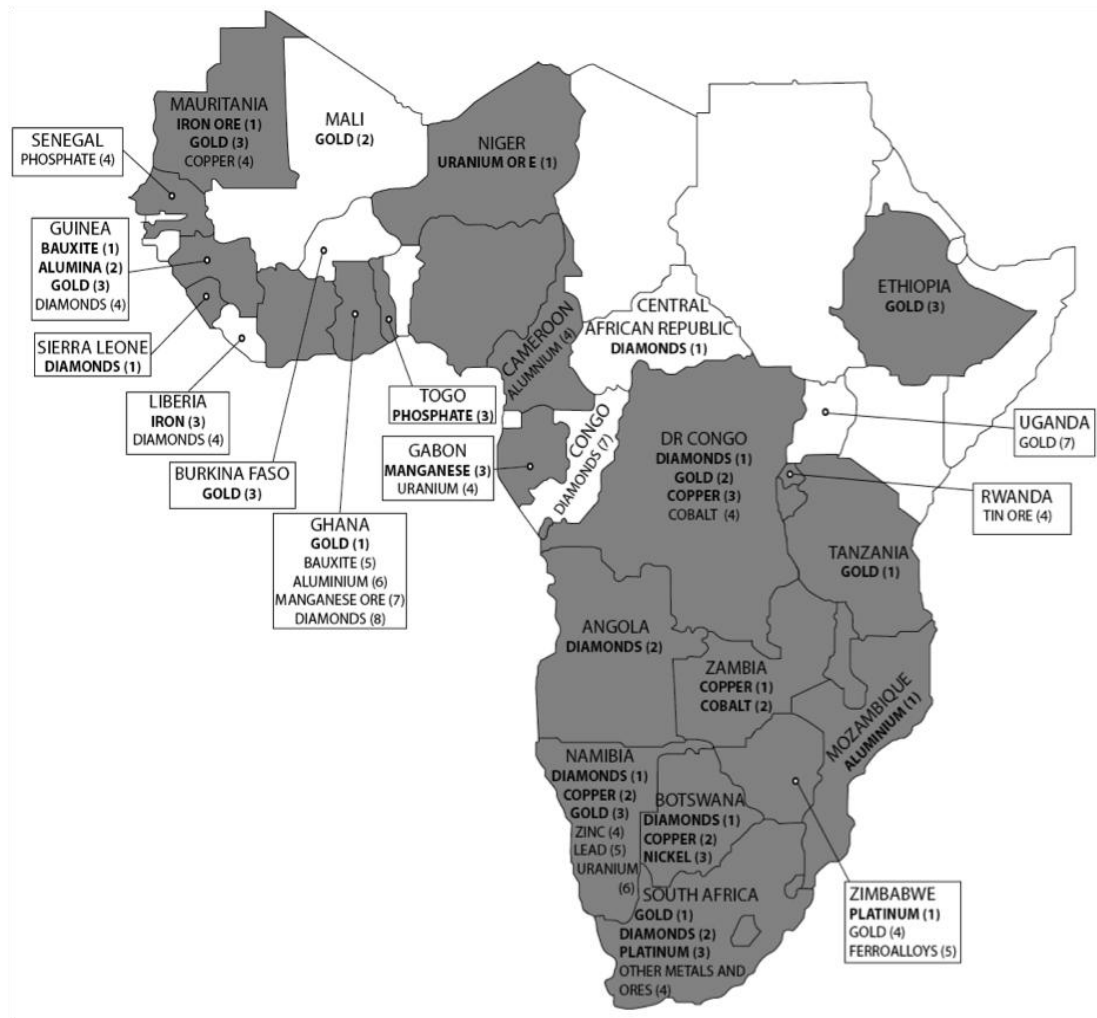 MAURITANIA
IRON ORE (1)
GOLD (3)
COPPER (4)
MALI
GOLD (2)
NIGER
URANIUM OR E (1)
SENEGAL
PHOSPHATE (4)
GUINEA
BAUXITE (1)
ALUMINA (2)
GOLD (3)
DIAMONDS (4)
SIERRA LEONE
DIAMONDS (1)
LIBERIA
IRON (3)
DIAMONDS (4)
BURKINA FASO
GOLD (3)
GHANA
GOLD (1)
BAUXITE (5)
ALUMINIUM (6)
MANGANESE ORE (7)
DIAMONDS (8)
TOGO
PHOSPHATE (3)
GABON
MANGANESE (3)
URANIUM (4)
CAMEROON
ALUMNIUM (4)
CENTRAL
AFRICAN REPUBLIC
DIAMONDS (1)
CONGO
DIAMONDS (7)
ETHIOPIA
GOLD (3)
DR CONGO
DIAMONDS (1)
GOLD (2)
COPPER (3)
COBALT (4)
UGANDA
GOLD (7)
RWANDA
TIN ORE (4)
TANZANIA
GOLD (1)
ANGOLA
DIAMONDS (2)
ZAMBIA
COPPER (1)
COBALT (2)
MOZAMBIQUE
ALUMINIUM (1)
NAMIBIA
DIAMONDS (1)
COPPER (2)
GOLD (3)
ZINC (4)
LEAD (5)
URANIUM
(6)
BOTSWANA
DIAMONDS (1)
COPPER (2)
NICKEL (3)
SOUTH AFRICA
GOLD (1)
DIAMONDS (2)
PLATINUM (3)
OTHER METALS AND
ORES (4)
ZIMBABWE
PLATINUM (1)
GOLD (4)
FERROALLOYS (5)